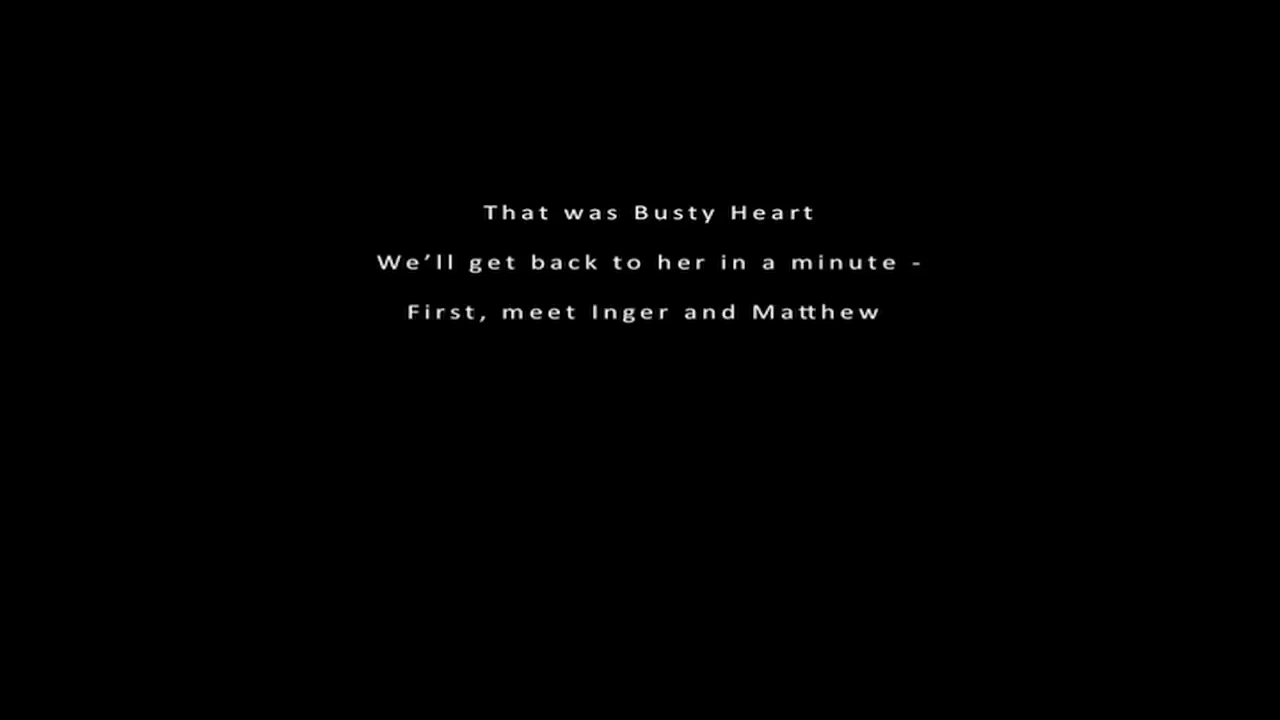 That was Busty Heart
We’ll get back to her in a minute -
First, meet Inger and Matthew